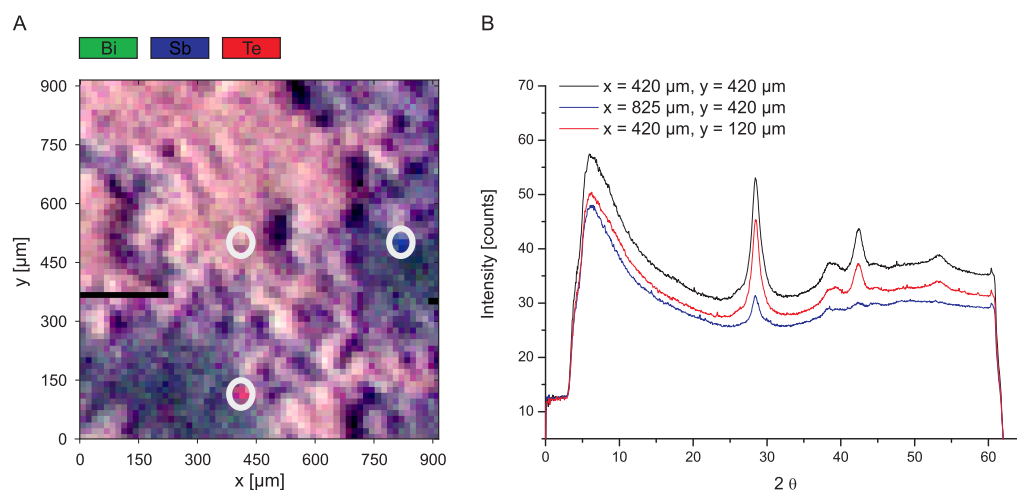 A
Bi Sb Te
900
750
600
450
300
150
0
y [µm]
0 150 300 450 600 750 900
x [µm]
B
x = 420 µm, y = 420 µm
x = 825 µm, y = 420 µm
x = 420 µm, y = 120 µm
70
60
50
40
30
20
10
Intensity [counts]
0 10 20 30 40 50 60
2 θ